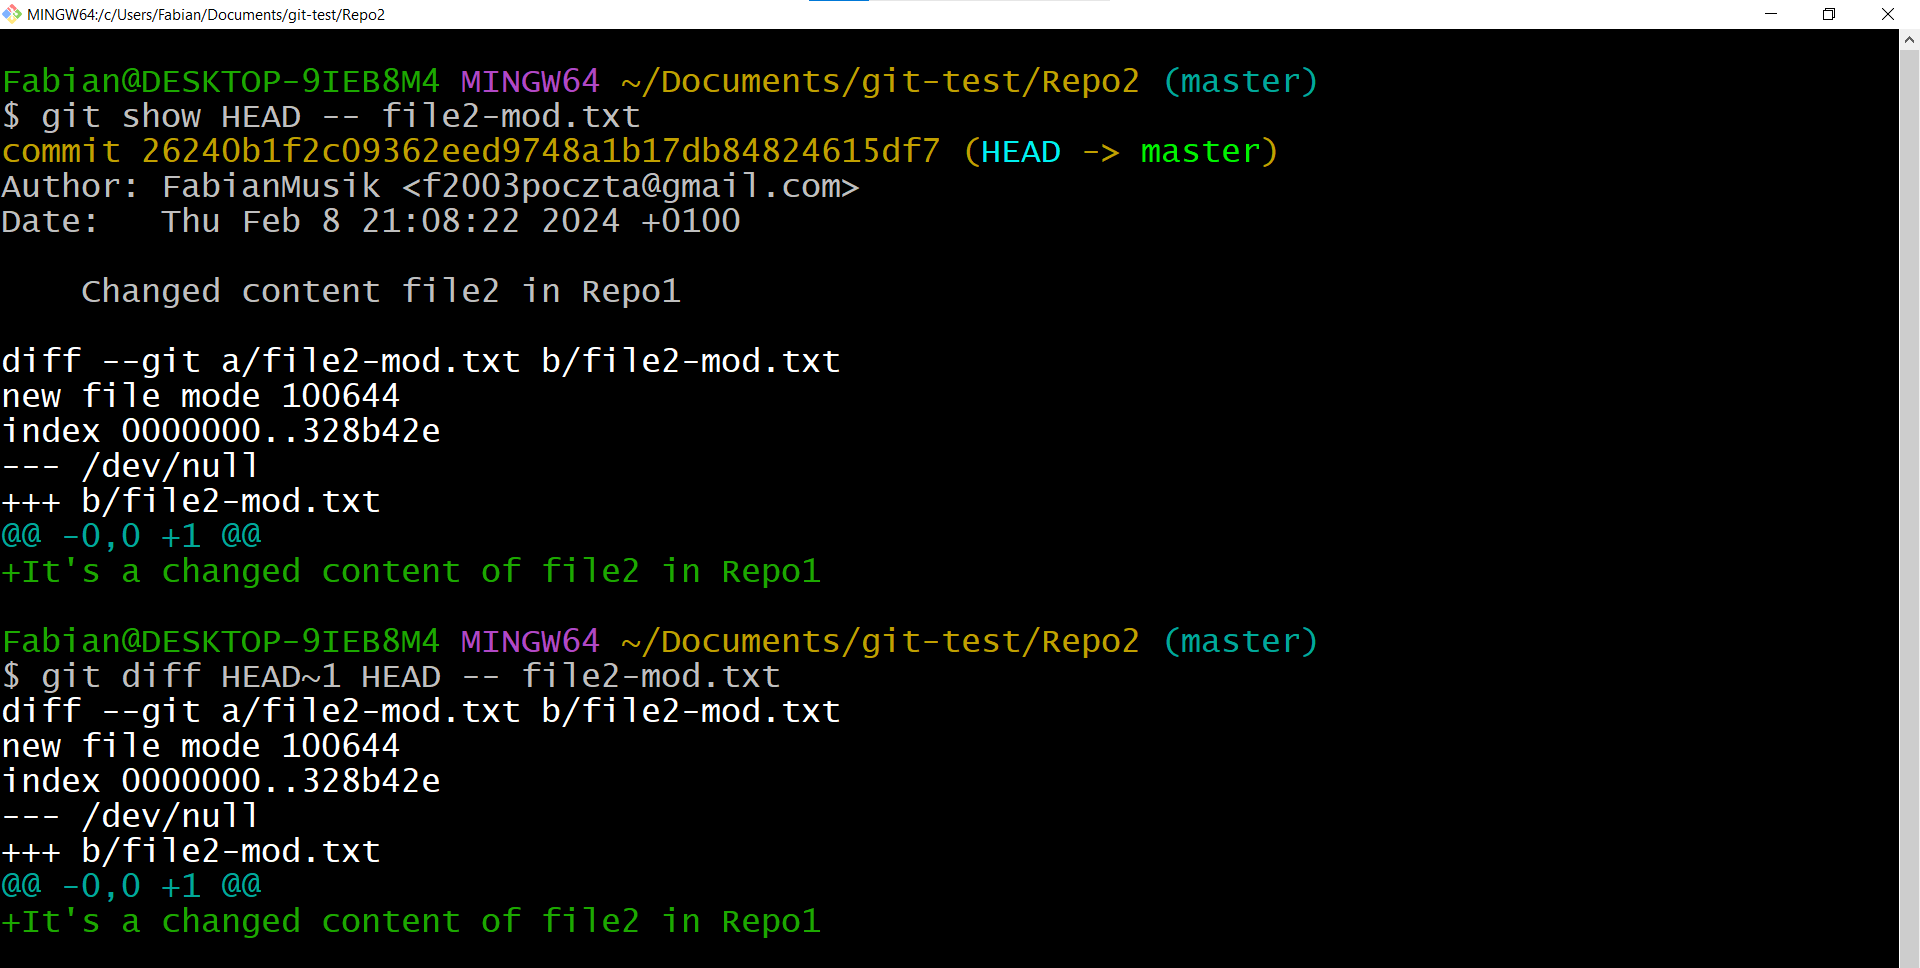 MINGW64:/c/Users/Fabian/Documents/git-test/Repo2
Fabian@DESKTOP-9IEB8M4 MINGW64 ~/Documents/git-test/Repo2 (master)
$ git show HEAD -- file2-mod.txt
commit 26240b1f2c09362eed9748a1b17db84824615df7 (HEAD -> master)
Author: FabianMusik <f2003poczta@gmail.com>
Date:   Thu Feb 8 21:08:22 2024 +0100
    Changed content file2 in Repo1
diff --git a/file2-mod.txt b/file2-mod.txt
new file mode 100644
index 0000000..328b42e
--- /dev/null
+++ b/file2-mod.txt
@@ -0,0 +1 @@
+It's a changed content of file2 in Repo1
Fabian@DESKTOP-9IEB8M4 MINGW64 ~/Documents/git-test/Repo2 (master)
$ git diff HEAD~1 HEAD -- file2-mod.txt
diff --git a/file2-mod.txt b/file2-mod.txt
new file mode 100644
index 0000000..328b42e
--- /dev/null
+++ b/file2-mod.txt
@@ -0,0 +1 @@
+It's a changed content of file2 in Repo1